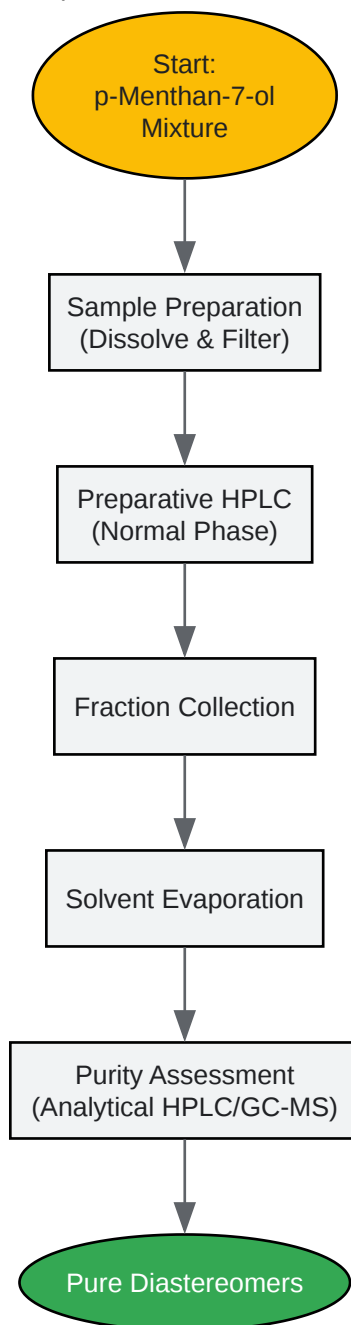 Start:
p-Menthan-7-ol
Mixture
Sample Preparation
(Dissolve & Filter)
Preparative HPLC
(Normal Phase)
Fraction Collection
Solvent Evaporation
Purity Assessment
(Analytical HPLC/GC-MS)
Pure Diastereomers